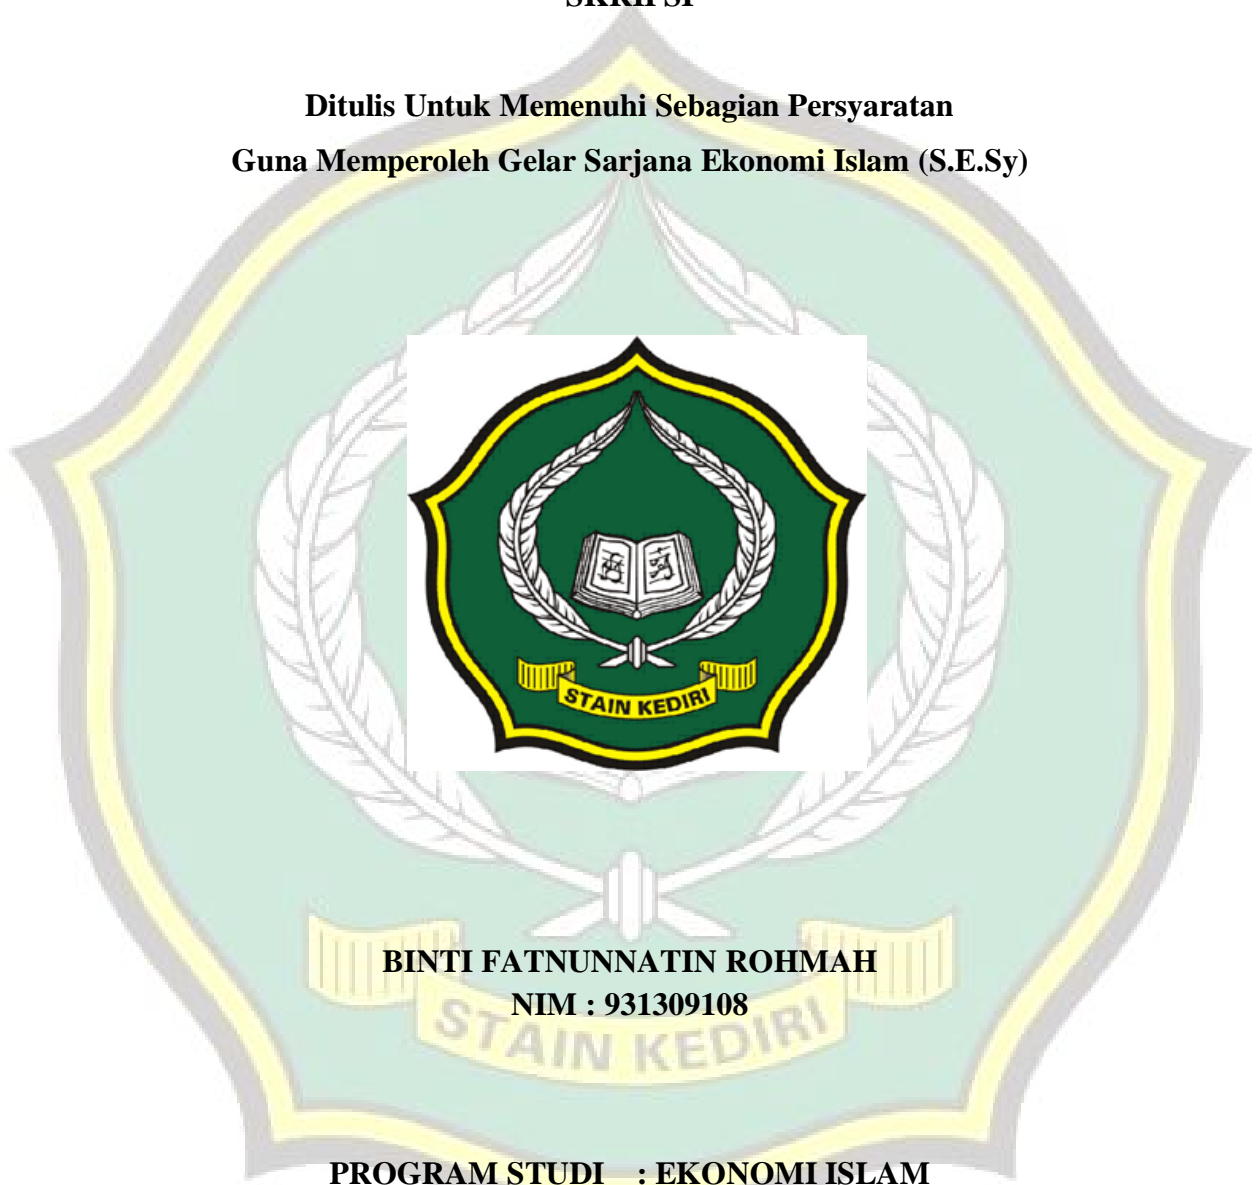 SKRIPSI
Ditulis Untuk Memenuhi Sebagian Persyaratan
Guna Memperoleh Gelar Sarjana Ekonomi Islam (S.E.Sy)
STAIN KEDIRI
BINTI FATNUNNATIN ROHMAH
NIM : 931309108
STAIN KEDIRI
PROGRAM STUDI : EKONOMI ISLAM